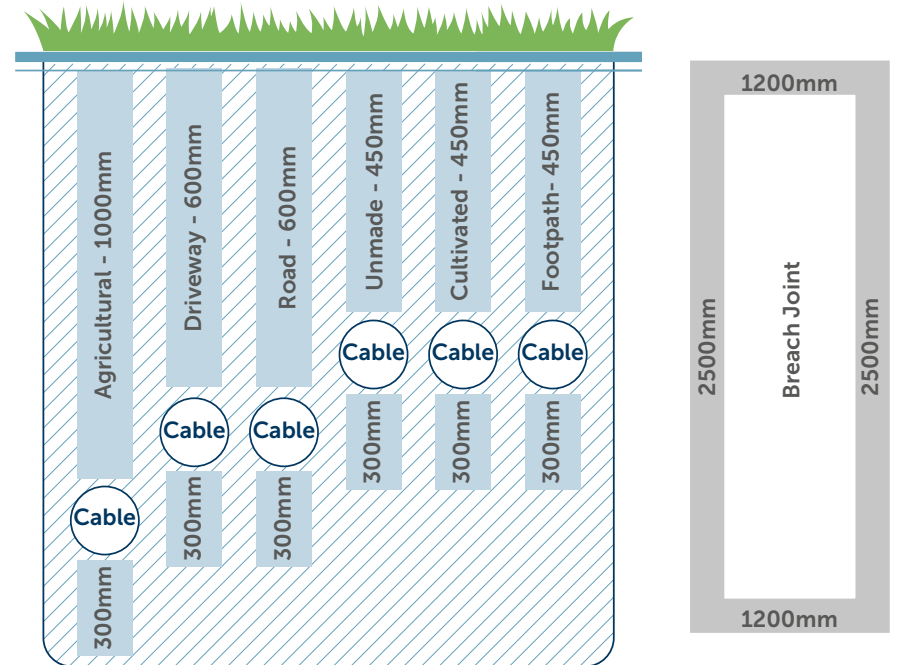 Agricultural - 1000mm
Cable
300mm
Driveway - 600mm
Cable
300mm
Road - 600mm
Cable
300mm
Unmade - 450mm
Cable
300mm
Cultivated - 450mm
Cable
300mm
Footpath- 450mm
Cable
300mm
1200mm
2500mm
Breach Joint
2500mm
1200mm